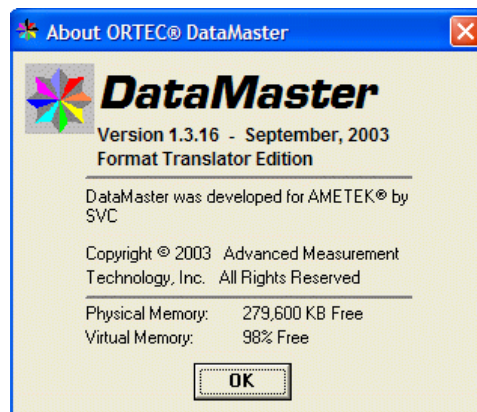 About ORTEC® DataMaster
DataMaster
Version 1.3.16 - September, 2003
Format Translator Edition
DataMaster was developed for AMETEK® by
SVC
Copyright © 2003 Advanced Measurement
Technology, Inc. All Rights Reserved
Physical Memory: 279,600 KB Free
Virtual Memory: 98% Free
OK